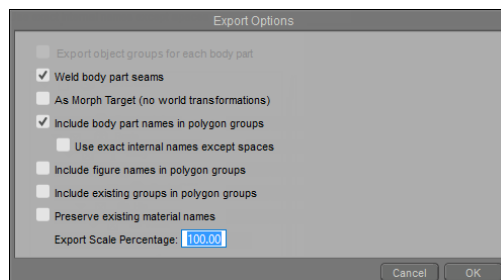 Export Options
Export object groups for each body part
Weld body part seams
As Morph Target (no world transformations)
Include body part names in polygon groups
Use exact internal names except spaces
Include figure names in polygon groups
Include existing groups in polygon groups
Preserve existing material names
Export Scale Percentage: 100.00
Cancel OK